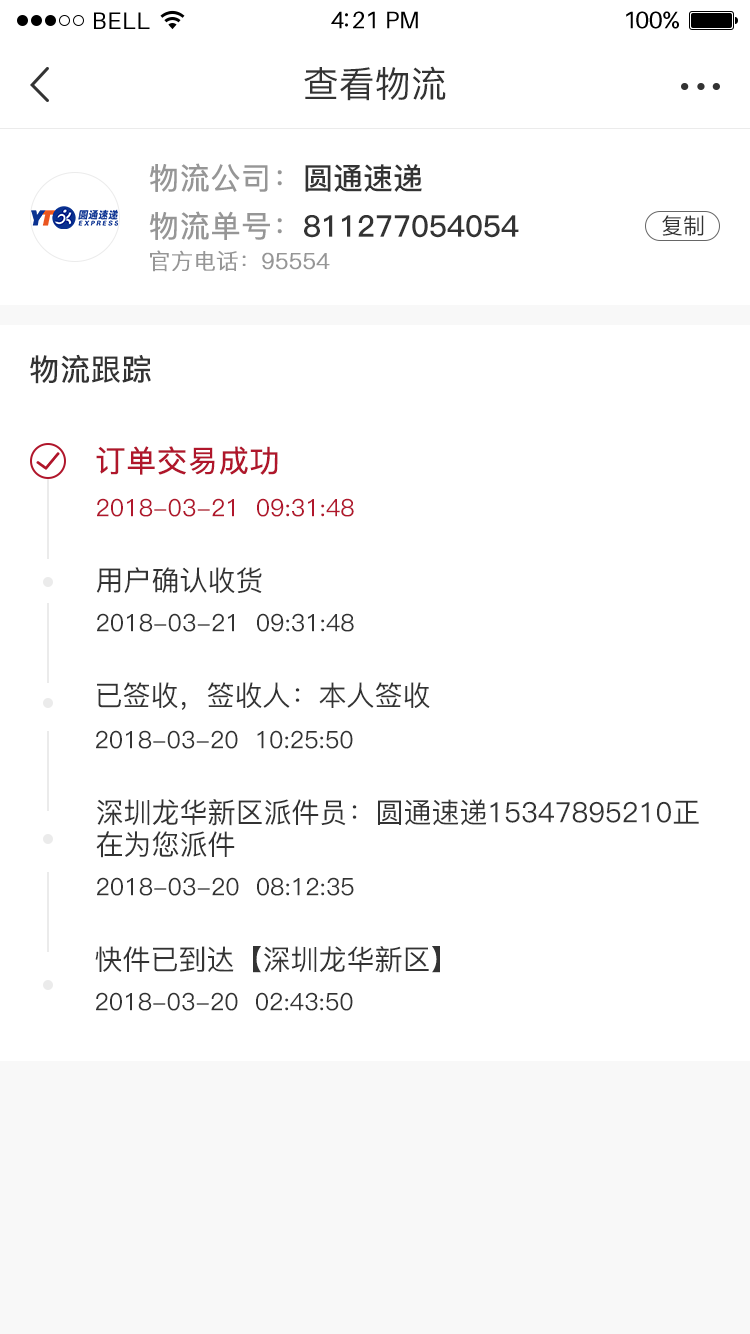 BELL 4:21 PM 100%
查看物流
物流公司：圆通速递
YTO 圆通速递
EXPRESS
物流单号：811277054054 复制
官方电话：95554
物流跟踪
订单交易成功
2018-03-21 09:31:48
用户确认收货
2018-03-21 09:31:48
已签收，签收人：本人签收
2018-03-20 10:25:50
深圳龙华新区派件员：圆通速递15347895210正
在为您派件
2018-03-20 08:12:35
快件已到达【深圳龙华新区】
2018-03-20 02:43:50